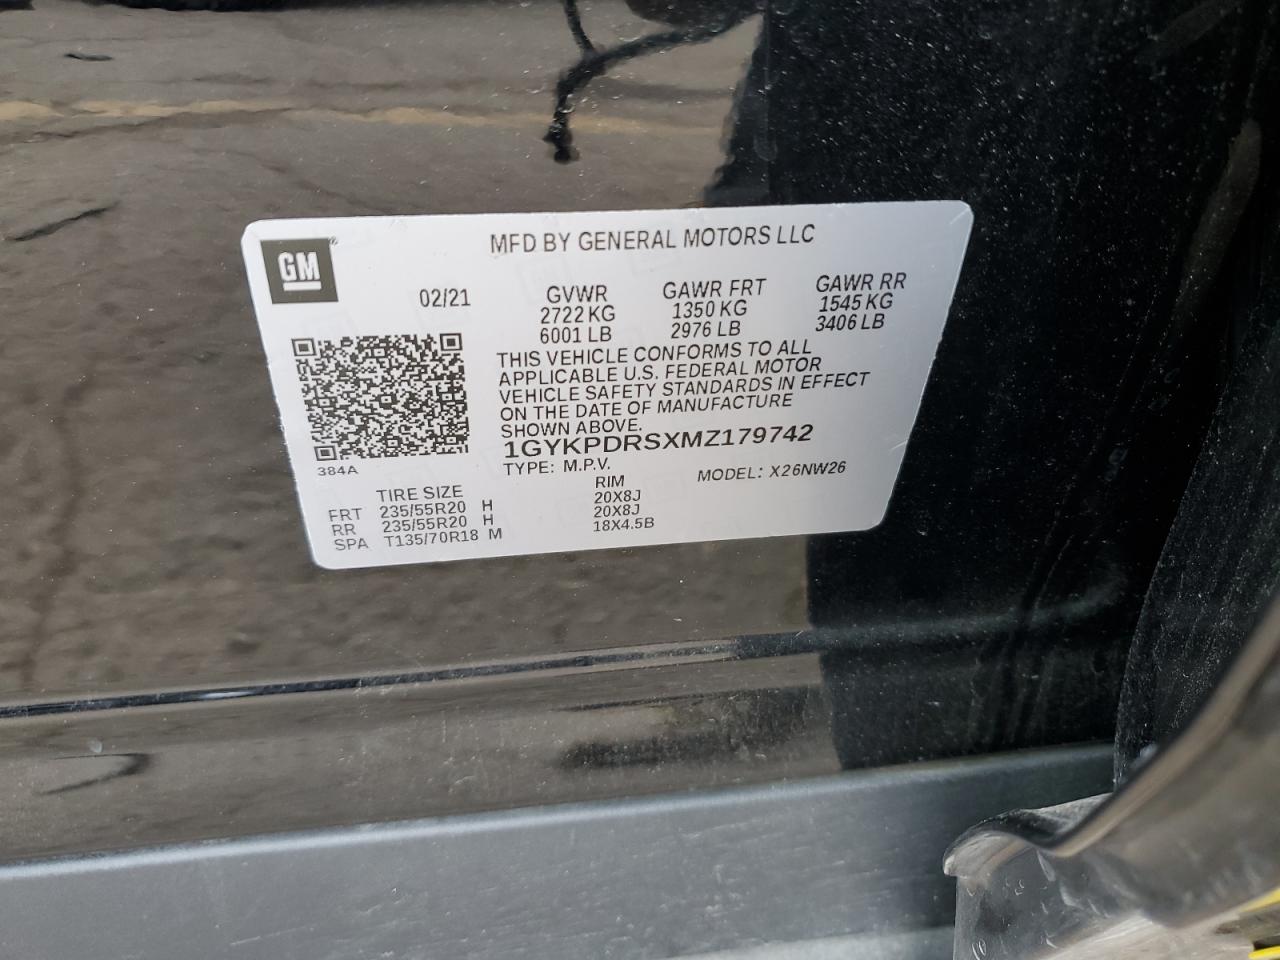 MFD BY GENERAL MOTORS LLC
GM®
02/21
GVWR
2722 KG
6001 LB
GAWR FRT
1350 KG
2976 LB
GAWR RR
1545 KG
3406 LB
THIS VEHICLE CONFORMS TO ALL
APPLICABLE U.S. FEDERAL MOTOR
VEHICLE SAFETY STANDARDS IN EFFECT
ON THE DATE OF MANUFACTURE
SHOWN ABOVE.
1GYKPDRSXMZ179742
TYPE: M.P.V. MODEL: X26NW26
384A
TIRE SIZE RIM
FRT 235/55R20 H 20X8J
RR 235/55R20 H 20X8J
SPA T135/70R18 M 18X4.5B